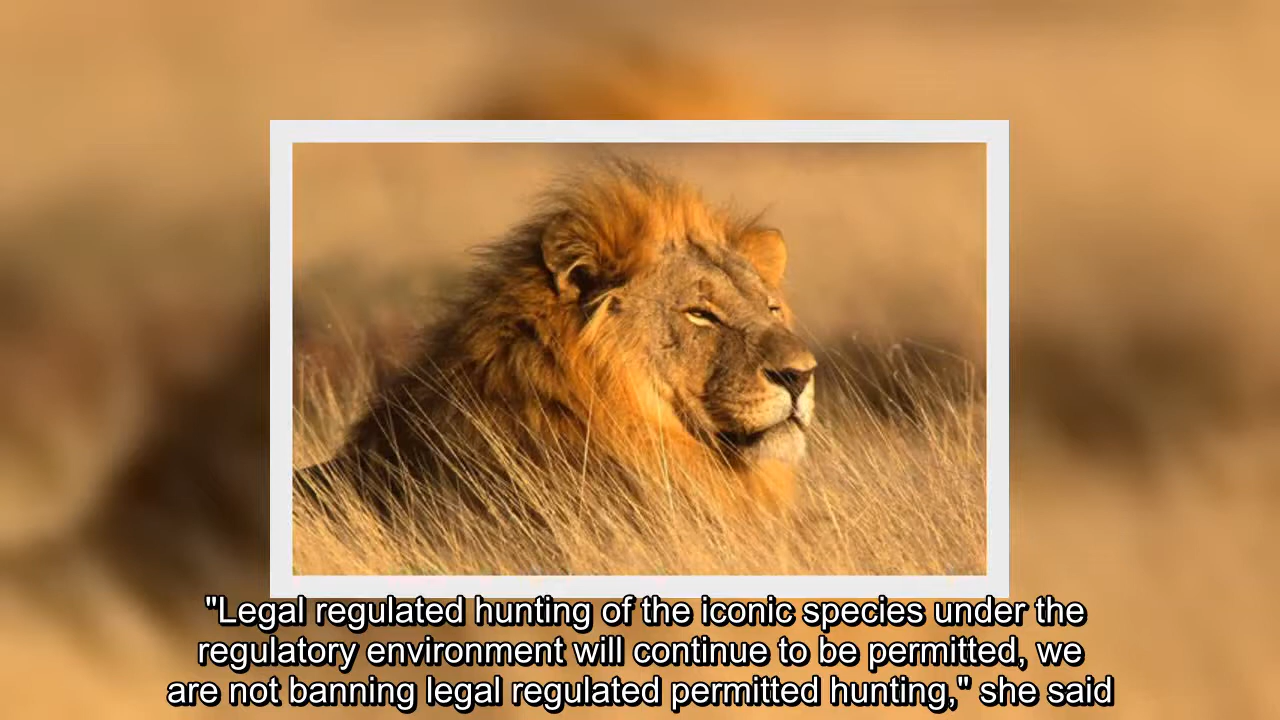 "Legal regulated hunting of the iconic species under the
regulatory environment will continue to be permitted, we
are not banning legal regulated permitted hunting," she said